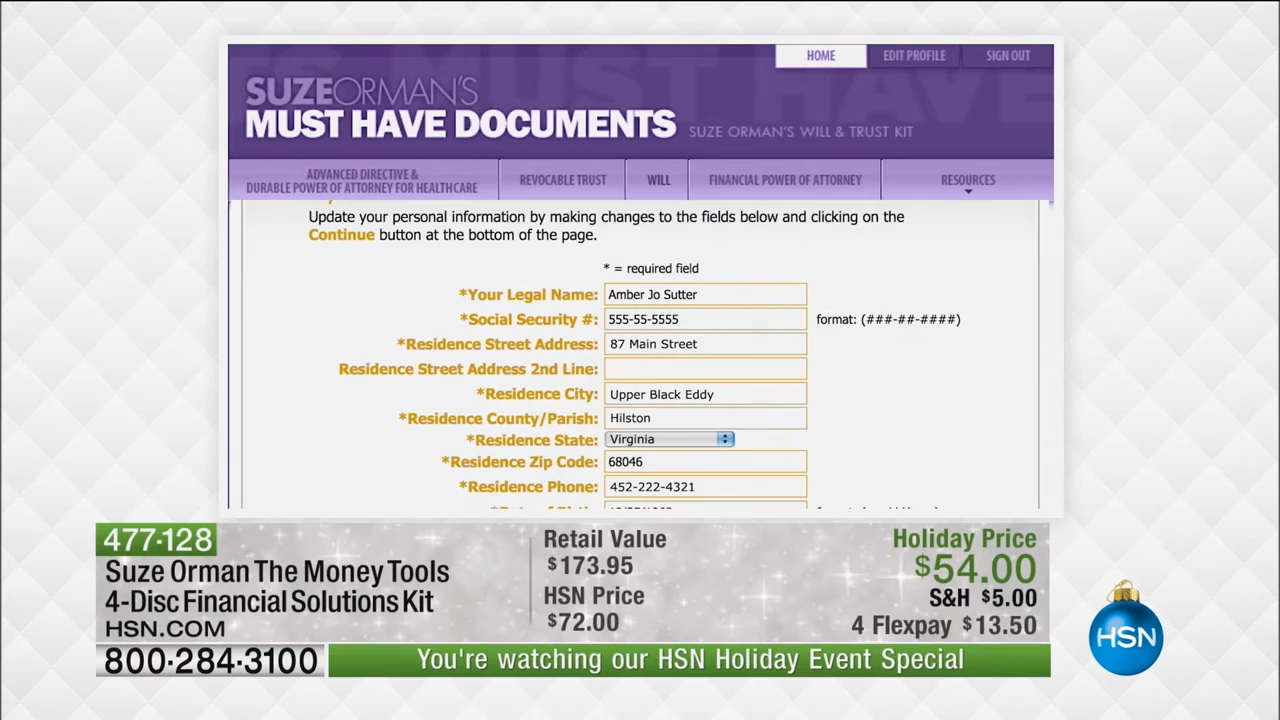 HOME
EDIT PROFILE
SIGN OUT
SUZEORMAN'S
MUST HAVE DOCUMENTS
SUZE ORMAN'S WILL & TRUST KIT
ADVANCED DIRECTIVE &
DURABLE POWER OF ATTORNEY FOR HEALTHCARE
REVOCABLE TRUST
WILL
FINANCIAL POWER OF ATTORNEY
RESOURCES
Update your personal information by making changes to the fields below and clicking on the
Continue button at the bottom of the page.
* = required field
*Your Legal Name: Amber Jo Sutter
*Social Security #: 555-55-5555 format: (###-##-####)
*Residence Street Address: 87 Main Street
Residence Street Address 2nd Line:
*Residence City: Upper Black Eddy
*Residence County/Parish: Hilston
*Residence State: Virginia
*Residence Zip Code: 68046
*Residence Phone: 452-222-4321
477-128
Suze Orman The Money Tools
4-Disc Financial Solutions Kit
HSN.COM
800-284-3100
Retail Value
$173.95
HSN Price
$72.00
Holiday Price
$54.00
S&H $5.00
4 Flexpay $13.50
You're watching our HSN Holiday Event Special
HSN